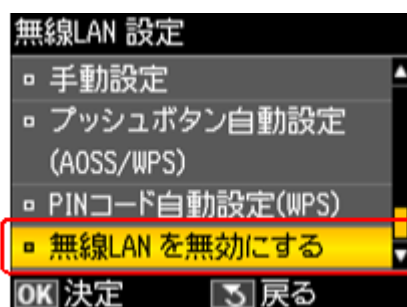 無線LAN 設定
手動設定
プッシュボタン自動設定
(AOSS/WPS)
PINコード自動設定(WPS)
無線LAN を無効にする
OK 決定 戻る